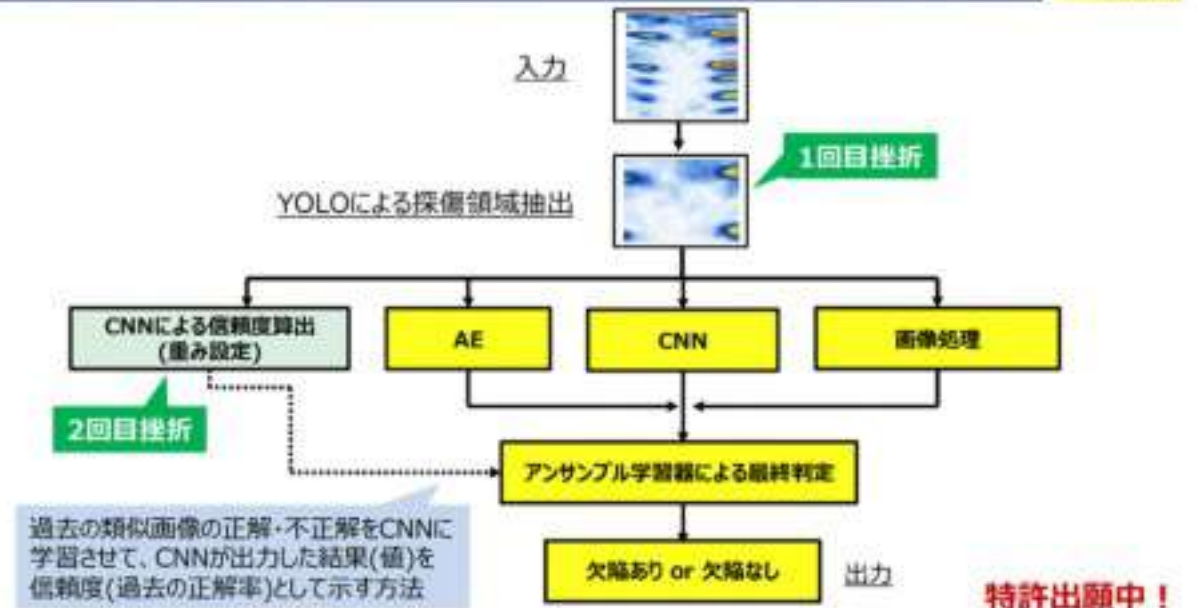 入力
1回目挫折
YOLOによる探傷領域抽出
CNNによる信頼度算出
(重み設定)
AE
CNN
画像処理
2回目挫折
アンサンブル学習器による最終判定
過去の類似画像の正解・不正解をCNNに
学習させて、CNNが出力した結果(値)を
信頼度(過去の正解率)として示す方法
欠陥あり or 欠陥なし
出力
特許出願中！